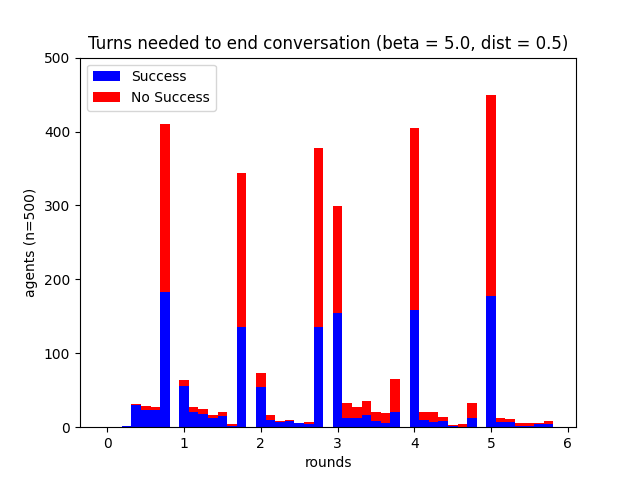 Turns needed to end conversation (beta = 5.0, dist = 0.5)
500
400
300
200
100
0
agents (n=500)
Success
No Success
0 1 2 3 4 5 6
rounds